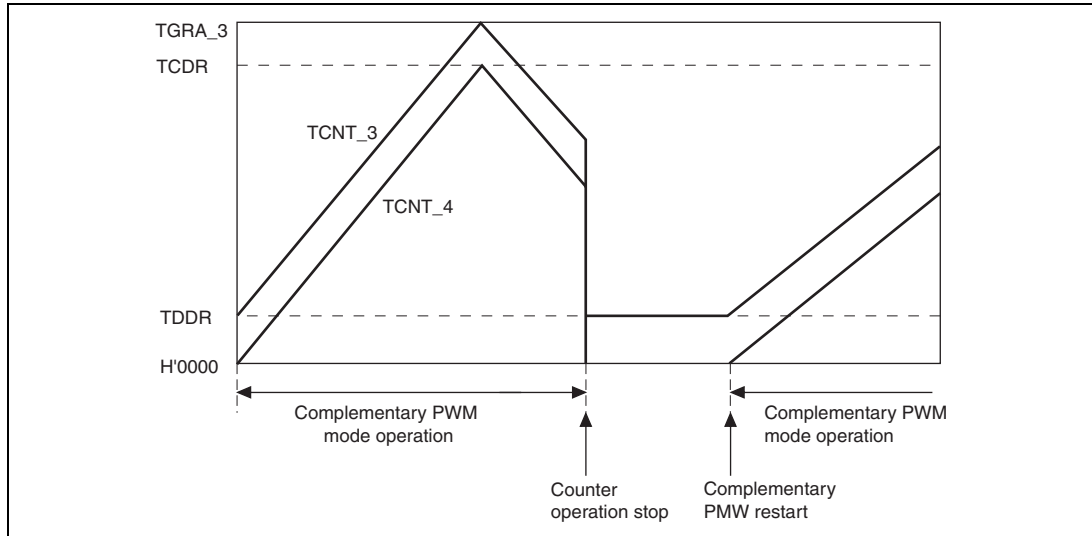 TGRA_3
TCDR
TCNT_3
TCNT_4
TDDR
H'0000
Complementary PWM
mode operation
Complementary PWM
mode operation
Counter
operation stop
Complementary
PMW restart